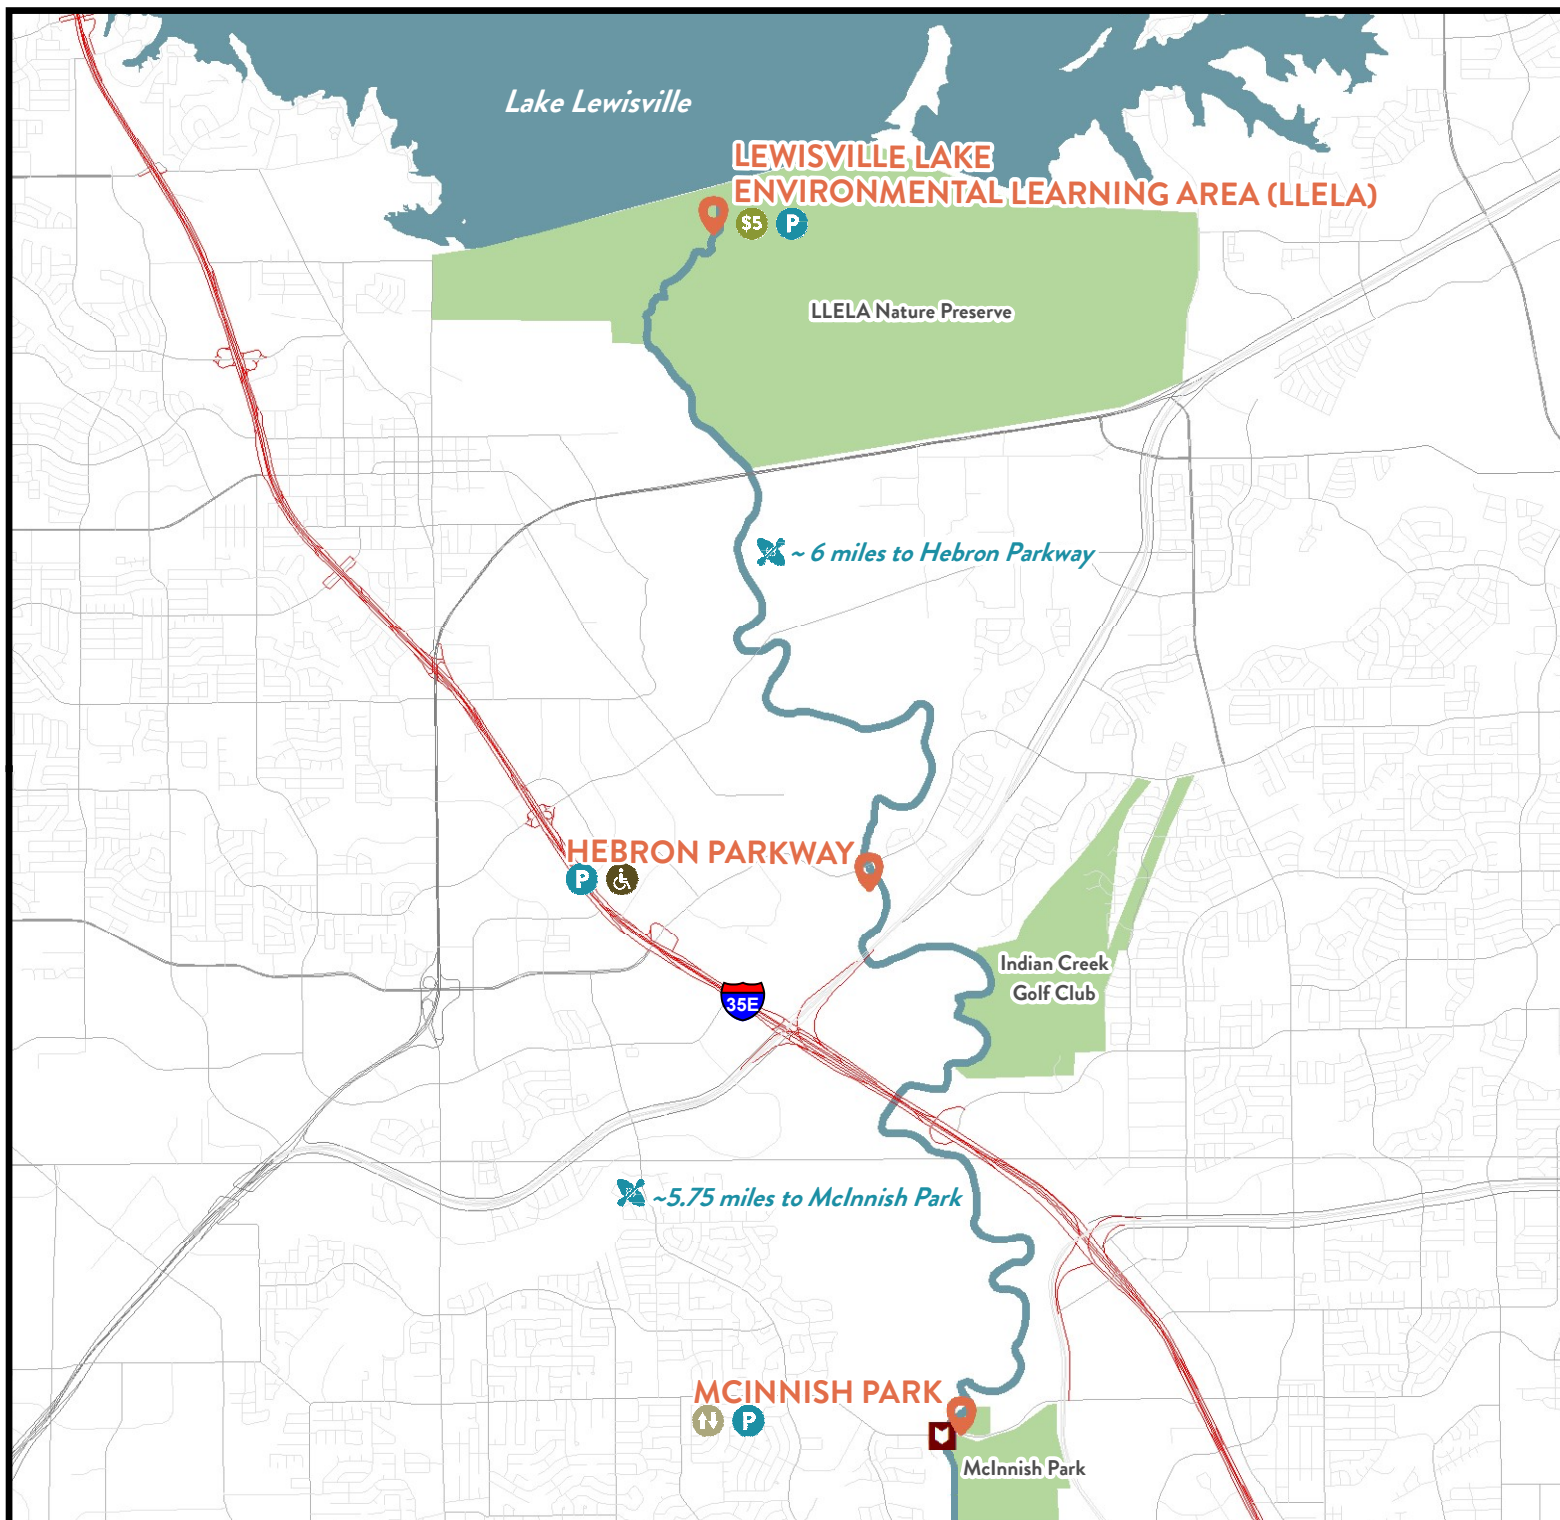 Lake Lewisville
LEWISVILLE LAKE
ENVIRONMENTAL LEARNING AREA (LLELA)
$5 P
LLELA Nature Preserve
~ 6 miles to Hebron Parkway
HEBRON PARKWAY
P
Indian Creek
Golf Club
35E
~5.75 miles to McInnish Park
MCINNISH PARK
P
McInnish Park